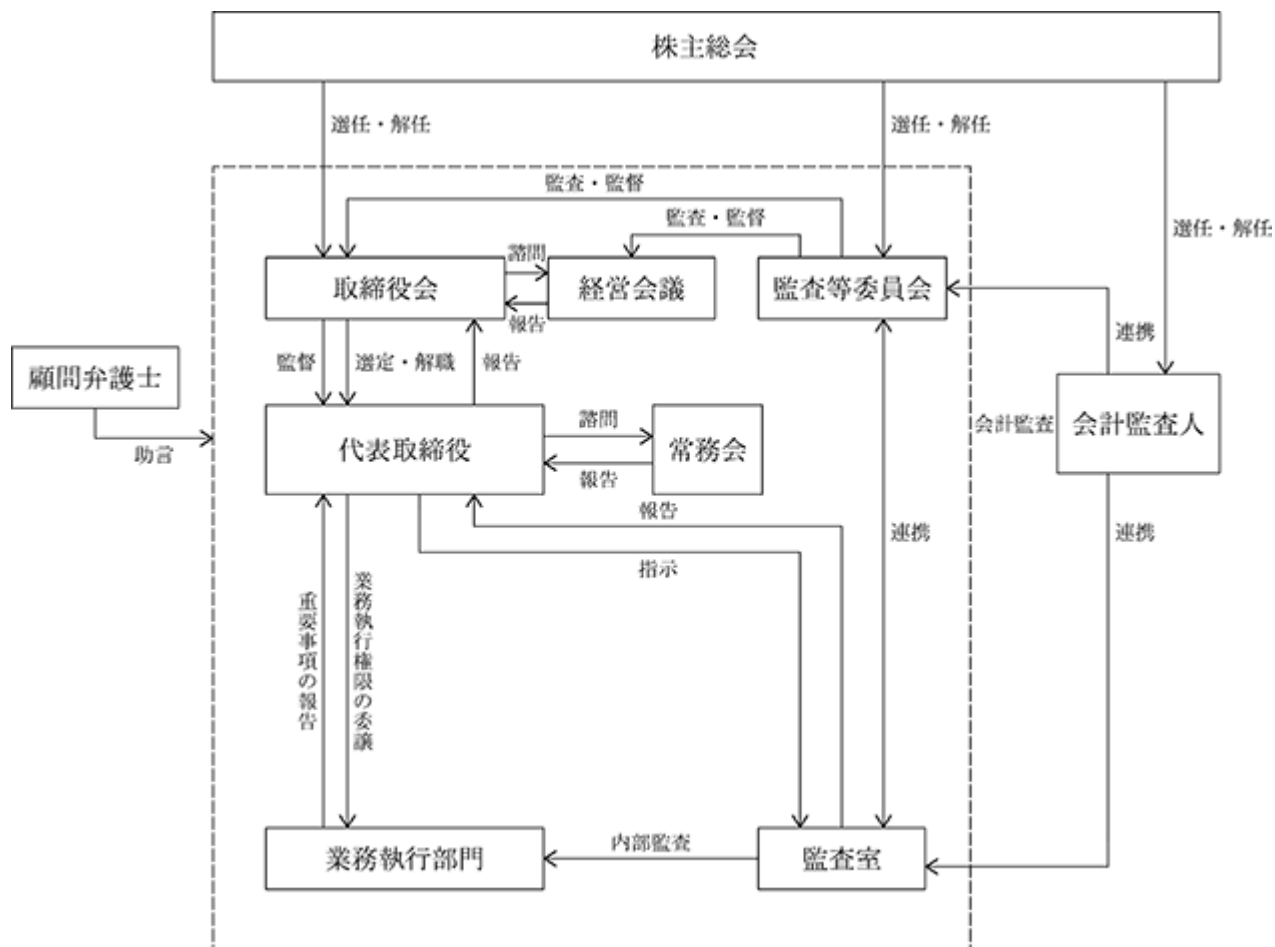 株主総会
選任・解任
選任・解任
選任・解任
監査・監督
監査・監督
取締役会
諮問
報告
経営会議
監査等委員会
連携
監督
選定・解職
報告
顧問弁護士
助言
代表取締役
諮問
報告
常務会
会計監査
会計監査人
報告
指示
連携
連携
重要事項の報告
業務執行権限の委譲
業務執行部門
内部監査
監査室